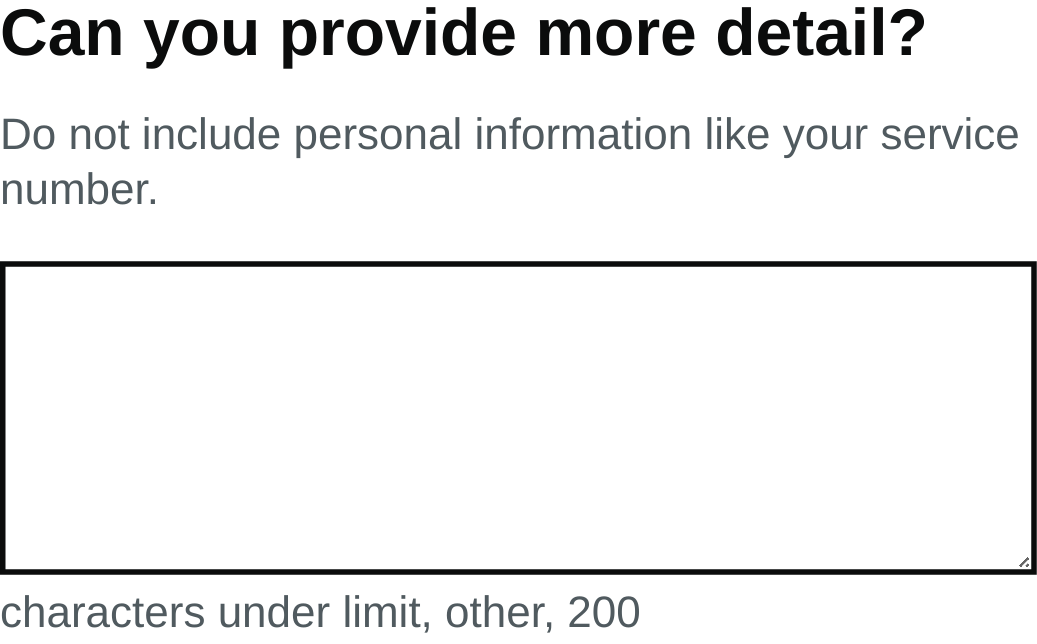 Can you provide more detail?
Do not include personal information like your service
number.
characters under limit, other, 200